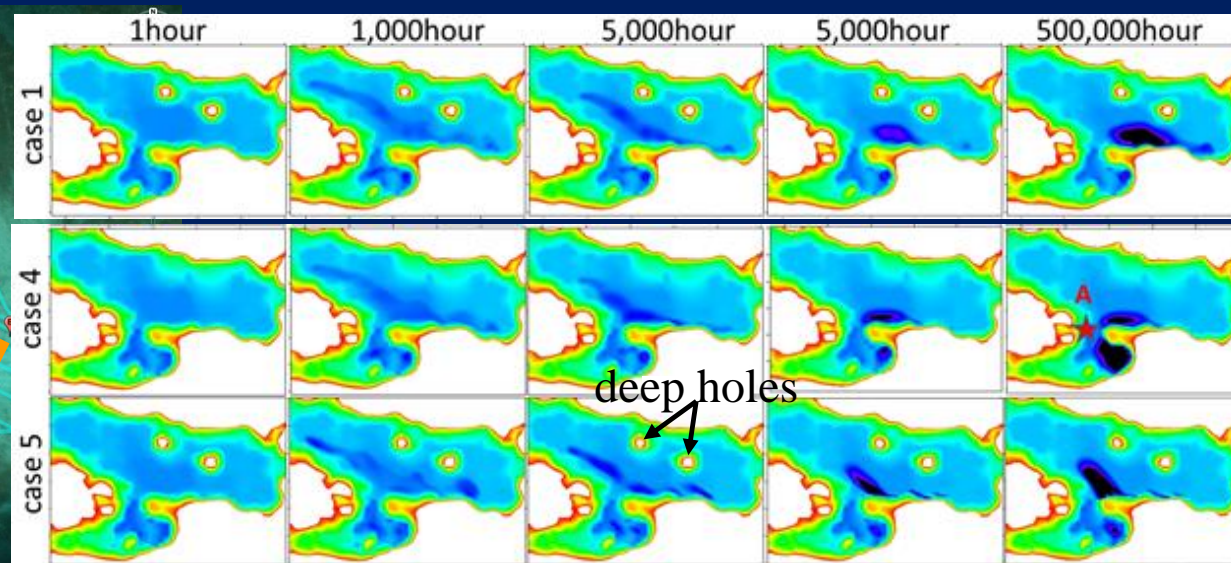 1hour 1,000hour 5,000hour 5,000hour 500,000hour
case 1
case 4
A
deep holes
case 5